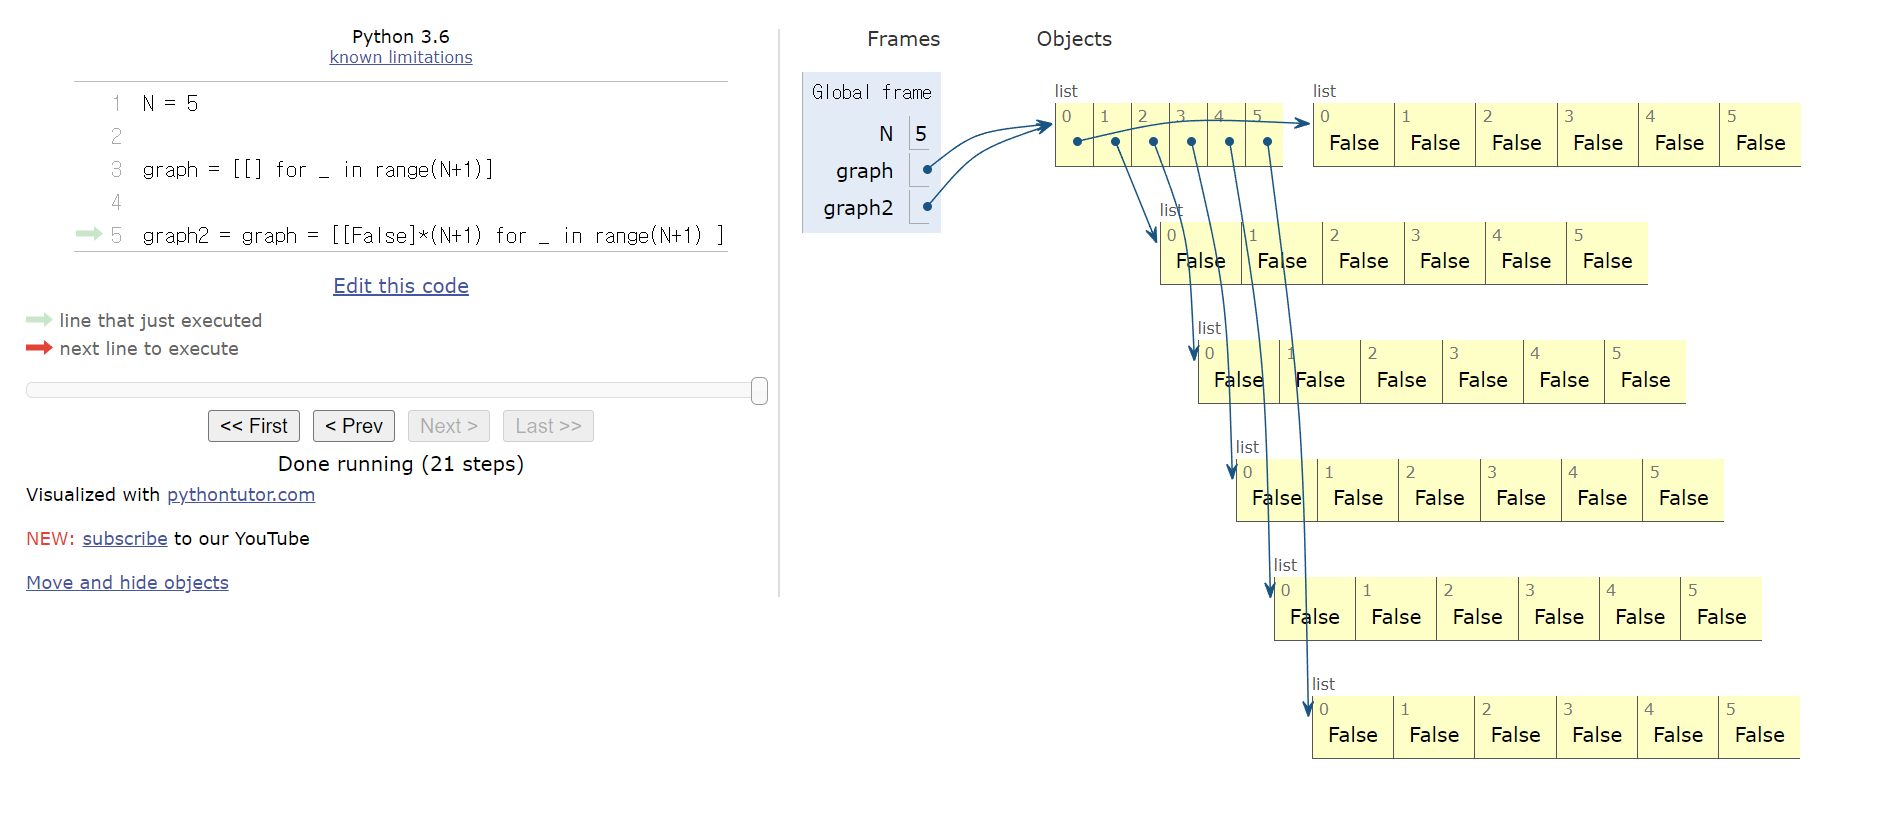 Python 3.6
known limitations
1 N = 5
2
3 graph = [[] for _ in range(N+1)]
4
5 graph2 = graph = [[False]*(N+1) for _ in range(N+1) ]
Edit this code
line that just executed
next line to execute
<< First < Prev Next > Last >>
Done running (21 steps)
Visualized with pythontutor.com
NEW: subscribe to our YouTube
Move and hide objects
Frames Objects
Global frame
N 5
graph
graph2
list
0 1 2 3 4 5
list
0 1 2 3 4 5
False False False False False False
list
0 1 2 3 4 5
False False False False False False
list
0 1 2 3 4 5
False False False False False False
list
0 1 2 3 4 5
False False False False False False
list
0 1 2 3 4 5
False False False False False False
list
0 1 2 3 4 5
False False False False False False